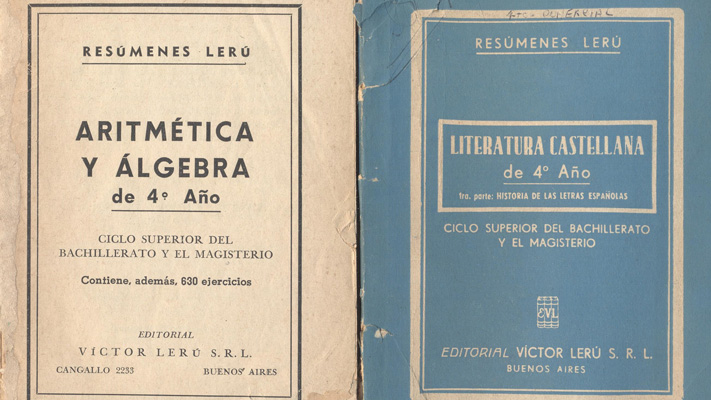 RESÚMENES LERÚ
ARITMÉTICA
Y ÁLGEBRA
de 4º Año
CICLO SUPERIOR DEL
BACHILLERATO Y EL MAGISTERIO
Contiene, además, 630 ejercicios
EDITORIAL
VÍCTOR LERÚ S.R.L.
CANGALLO 2233 BUENOS AIRES
RESÚMENES LERÚ
LITERATURA CASTELLANA
de 4º Año
1ra. parte: HISTORIA DE LAS LETRAS ESPAÑOLAS
CICLO SUPERIOR DEL BACHILLERATO
Y EL MAGISTERIO
EVL
EDITORIAL VÍCTOR LERÚ S. R. L.
BUENOS AIRES